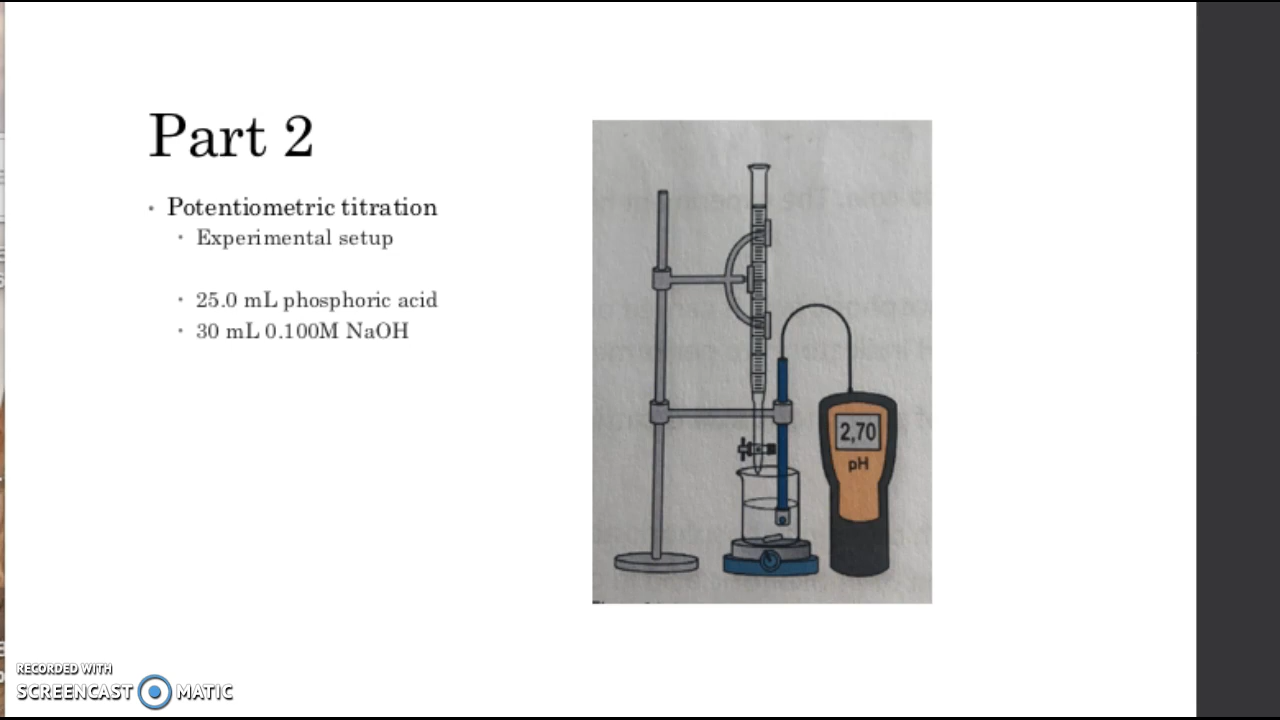 Part 2
• Potentiometric titration
• Experimental setup
• 25.0 mL phosphoric acid
• 30 mL 0.100M NaOH
2,70
pH
RECORDED WITH
SCREENCAST MATIC